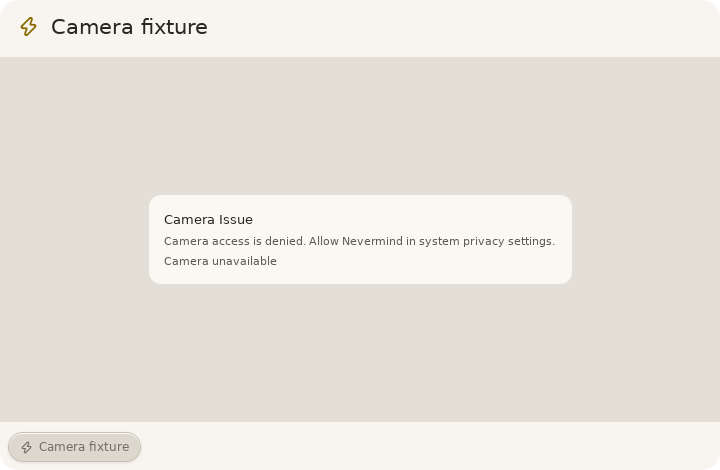 Camera fixture
Camera Issue
Camera access is denied. Allow Nevermind in system privacy settings.
Camera unavailable
Camera fixture